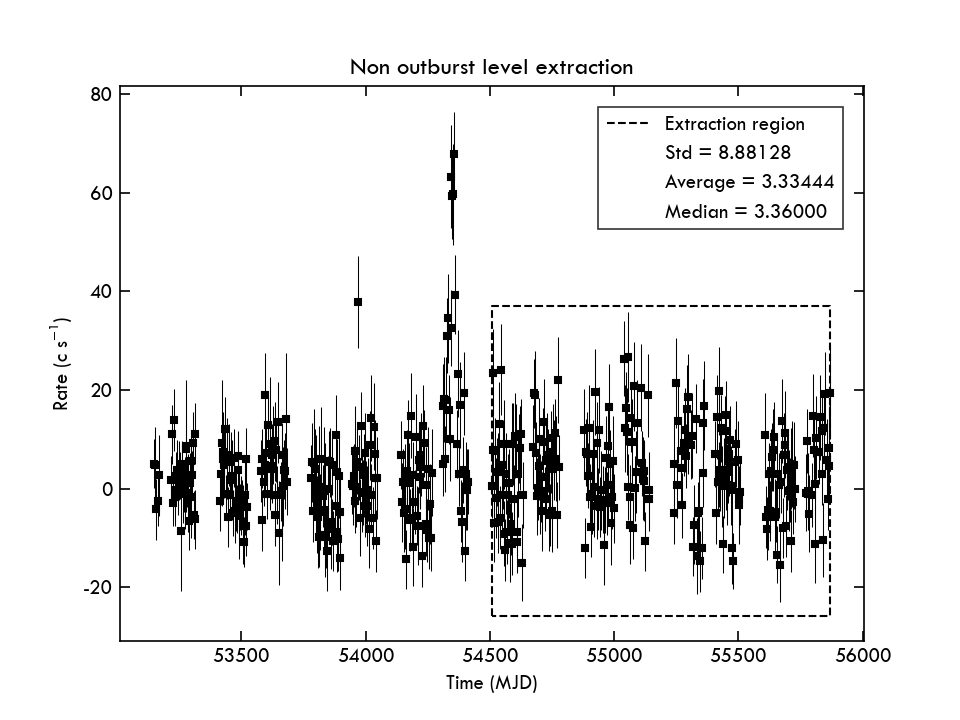 Non outburst level extraction
80
60
40
20
0
-20
Rate (c s⁻¹)
Extraction region
Std = 8.88128
Average = 3.33444
Median = 3.36000
53500
54000
54500
55000
55500
56000
Time (MJD)